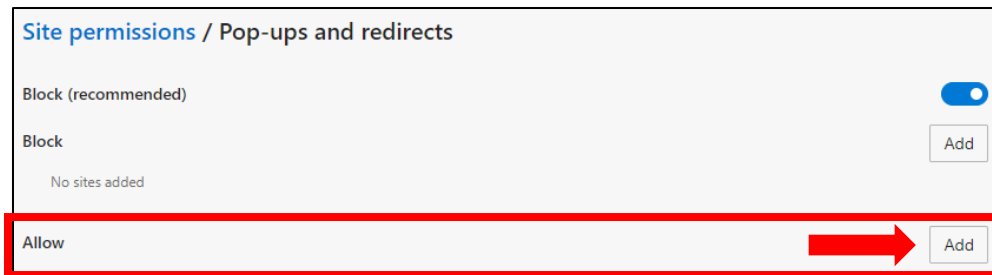 Site permissions / Pop-ups and redirects
Block (recommended)
Block Add
No sites added
Allow Add